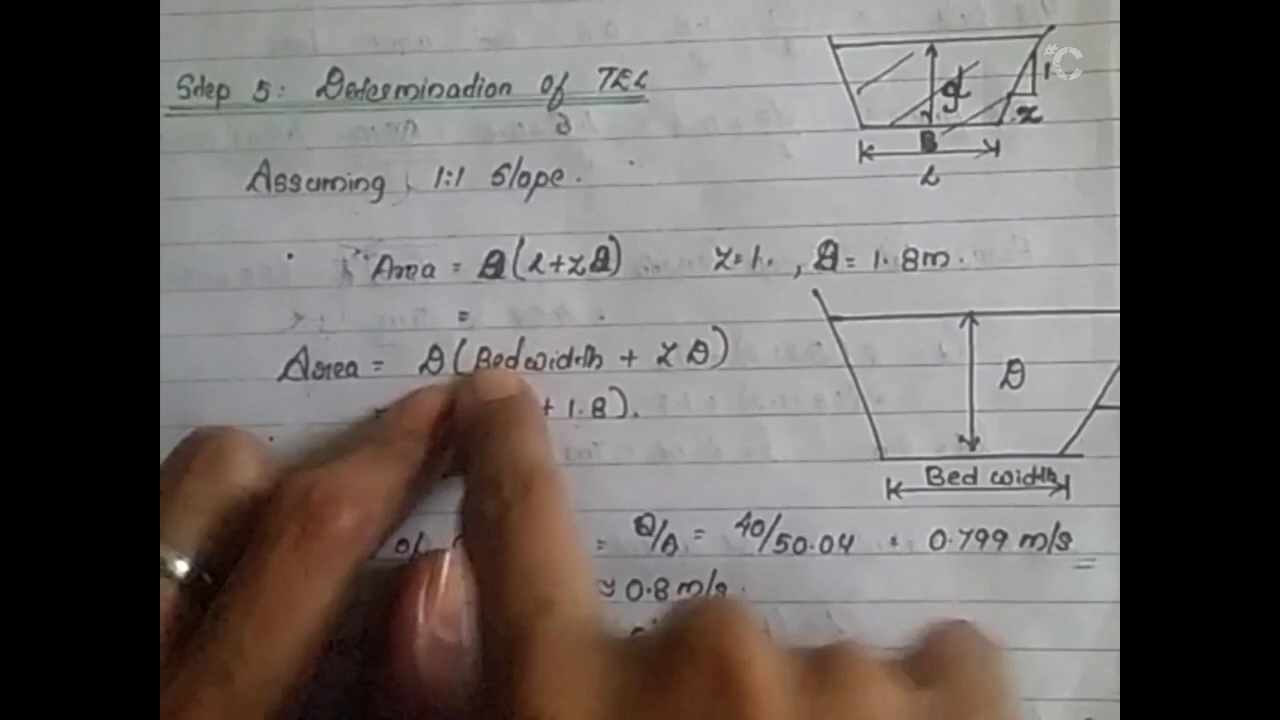 Step 5: Determination of TEL
Assuming, 1:1 Slope.
Area = D(L+ZD) Z=1. , D = 1.8m.
=
Area = D(Bedwidth + ZD)
+ 1.8).
of = Q/A = 40/50.04 = 0.799 m/s
≈ 0.8 m/s.
#C
d
1
z
B
L
D
Bed width